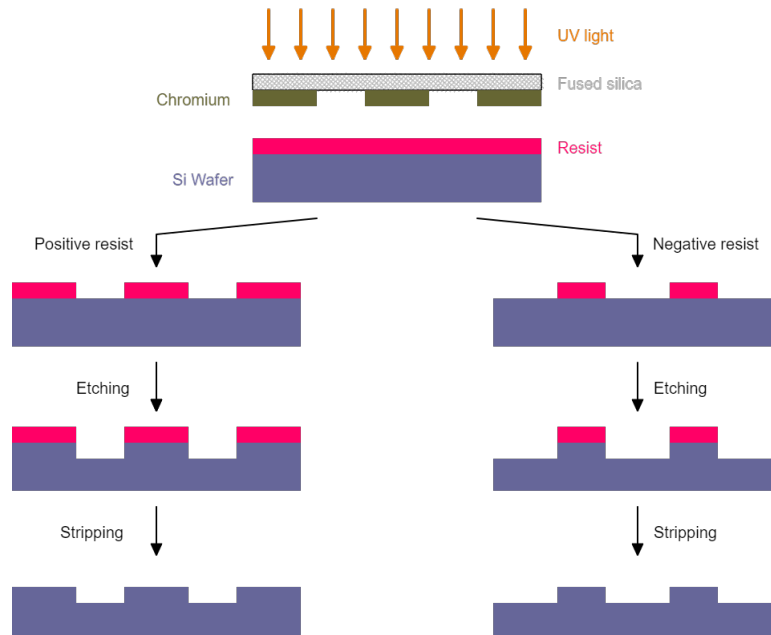 UV light
Fused silica
Chromium
Resist
Si Wafer
Positive resist
Negative resist
Etching
Etching
Stripping
Stripping